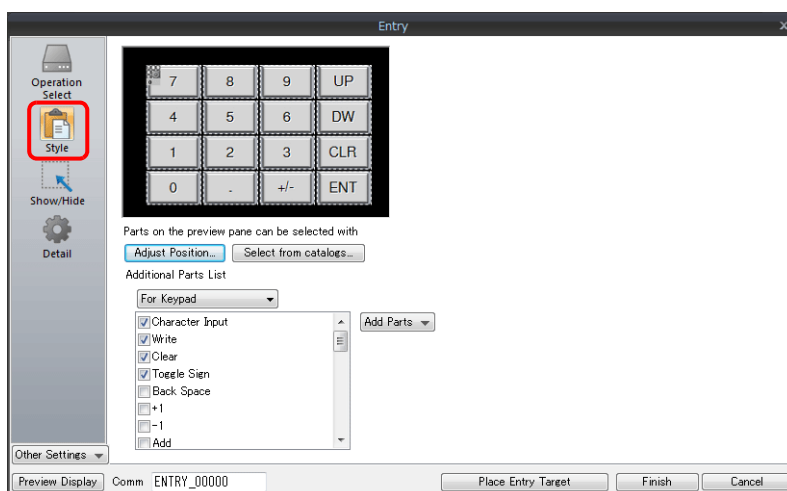 Entry
x
Operation
Select
Style
Show/Hide
Detail
7 8 9 UP
4 5 6 DW
1 2 3 CLR
0 . +/- ENT
Parts on the preview pane can be selected with
Adjust Position... Select from catalogs...
Additional Parts List
For Keypad
Character Input
Add Parts
Write
Clear
Toggle Sign
Back Space
+1
-1
Add
Other Settings
Preview Display Comm ENTRY_00000 Place Entry Target Finish Cancel